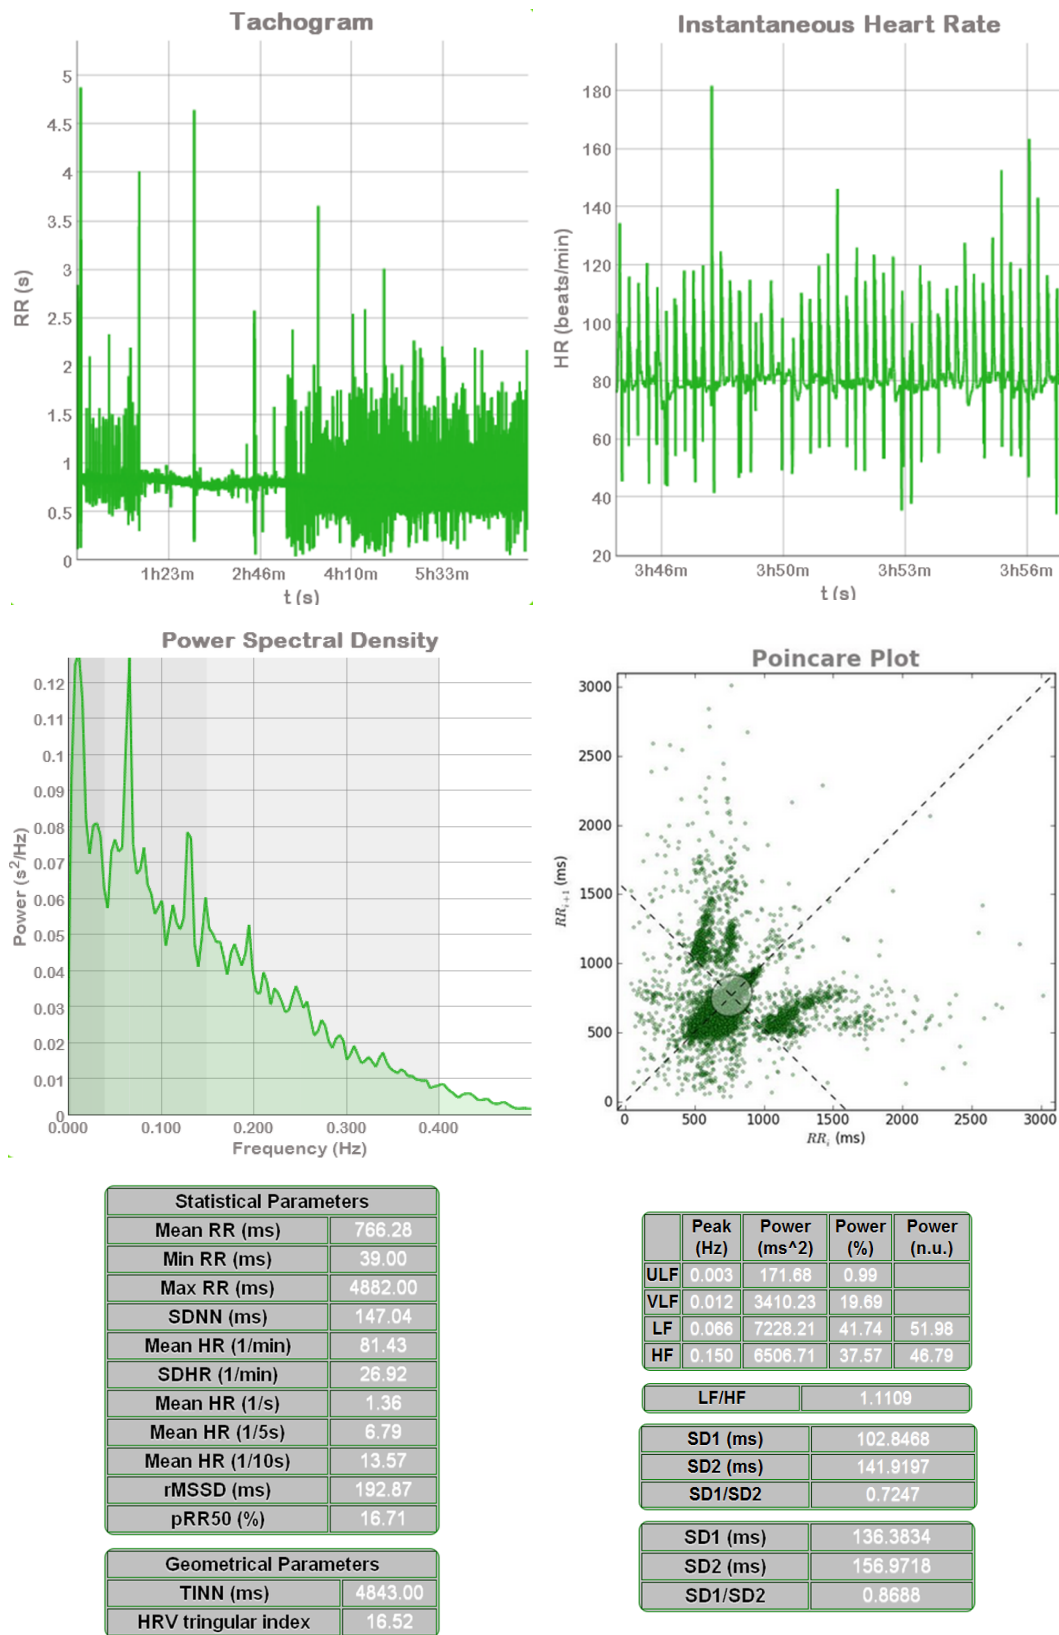 Tachogram
5
4.5
4
3.5
3
2.5
2
1.5
1
0.5
0
RR (s)
1h23m
2h46m
4h10m
5h33m
t (s)
Instantaneous Heart Rate
180
160
140
120
100
80
60
40
20
HR (beats/min)
3h46m
3h50m
3h53m
3h56m
t (s)
Power Spectral Density
0.12
0.11
0.1
0.09
0.08
0.07
0.06
0.05
0.04
0.03
0.02
0.01
0
Power (s²/Hz)
0.000
0.100
0.200
0.300
0.400
Frequency (Hz)
Poincare Plot
3000
2500
2000
1500
1000
500
0
RRᵢ₊₁ (ms)
0
500
1000
1500
2000
2500
3000
RRᵢ (ms)
Statistical Parameters
Mean RR (ms) 766.28
Min RR (ms) 39.00
Max RR (ms) 4882.00
SDNN (ms) 147.04
Mean HR (1/min) 81.43
SDHR (1/min) 26.92
Mean HR (1/s) 1.36
Mean HR (1/5s) 6.79
Mean HR (1/10s) 13.57
rMSSD (ms) 192.87
pRR50 (%) 16.71
Geometrical Parameters
TINN (ms) 4843.00
HRV tringular index 16.52
Peak Power Power Power
(Hz) (ms^2) (%) (n.u.)
ULF 0.003 171.68 0.99
VLF 0.012 3410.23 19.69
LF 0.066 7228.21 41.74 51.98
HF 0.150 6506.71 37.57 46.79
LF/HF 1.1109
SD1 (ms) 102.8468
SD2 (ms) 141.9197
SD1/SD2 0.7247
SD1 (ms) 136.3834
SD2 (ms) 156.9718
SD1/SD2 0.8688